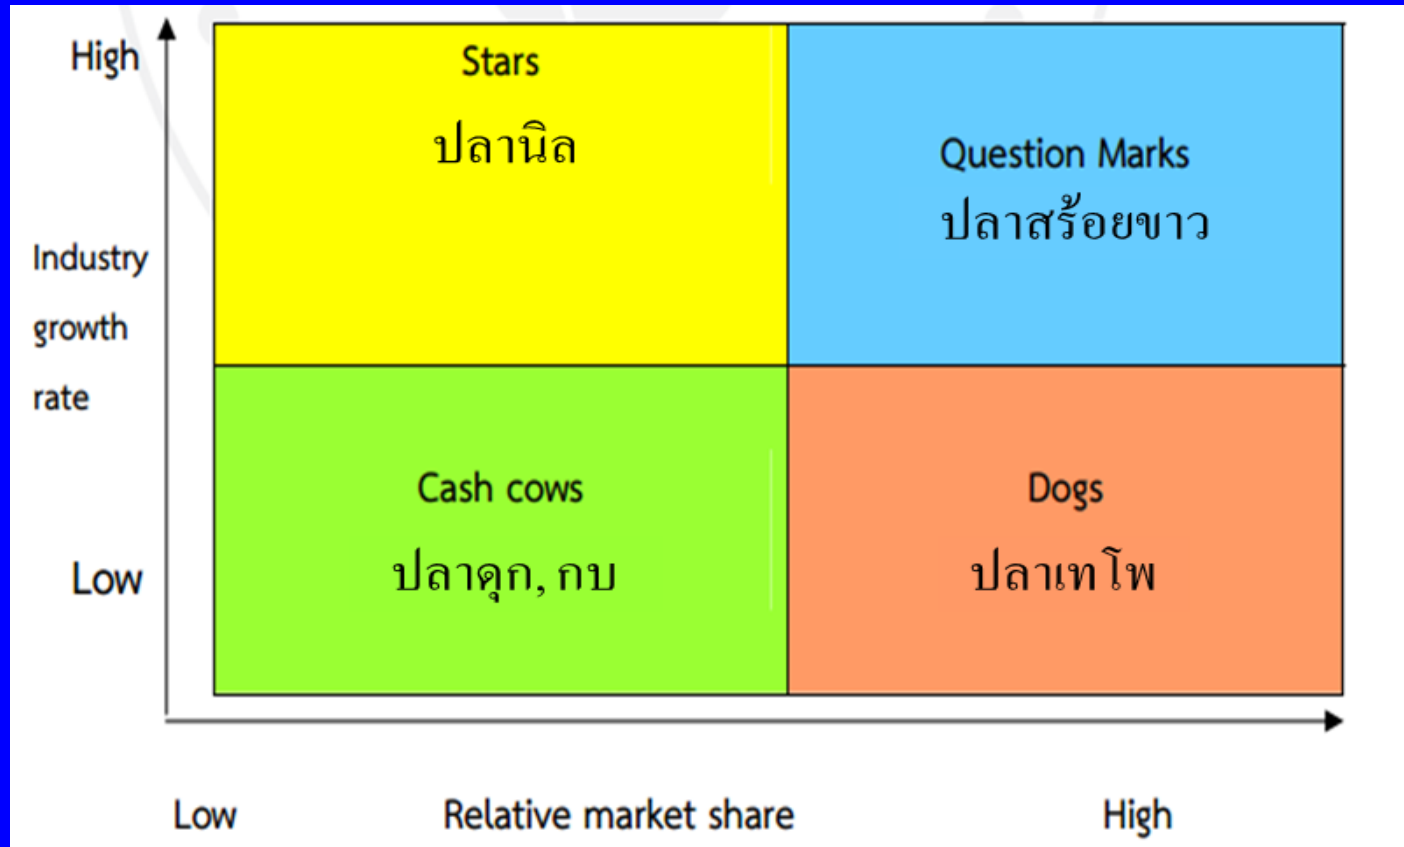 High
Stars
ปลานิล
Question Marks
ปลาสร้อยขาว
Industry
growth
rate
Cash cows
ปลาดุก, กบ
Dogs
ปลาเทโพ
Low
Low
Relative market share
High